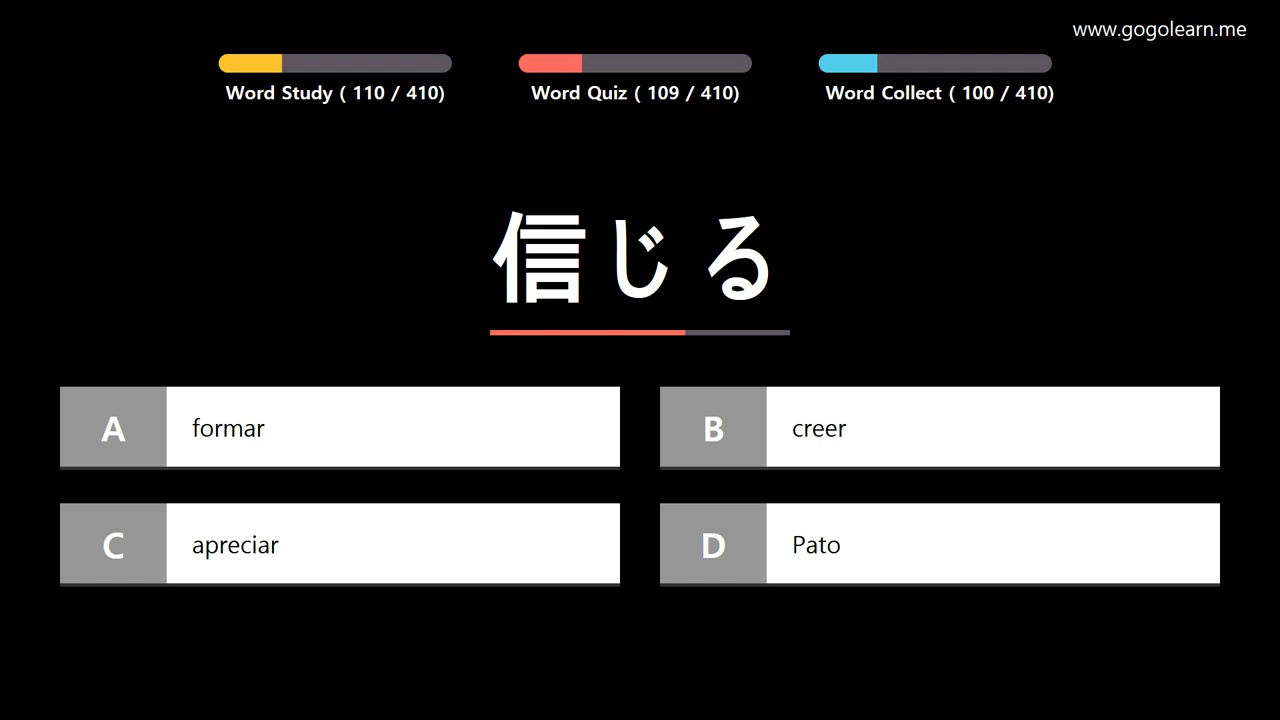 www.gogolearn.me
Word Study ( 110 / 410)
Word Quiz ( 109 / 410)
Word Collect ( 100 / 410)
信じる
A formar
B creer
C apreciar
D Pato